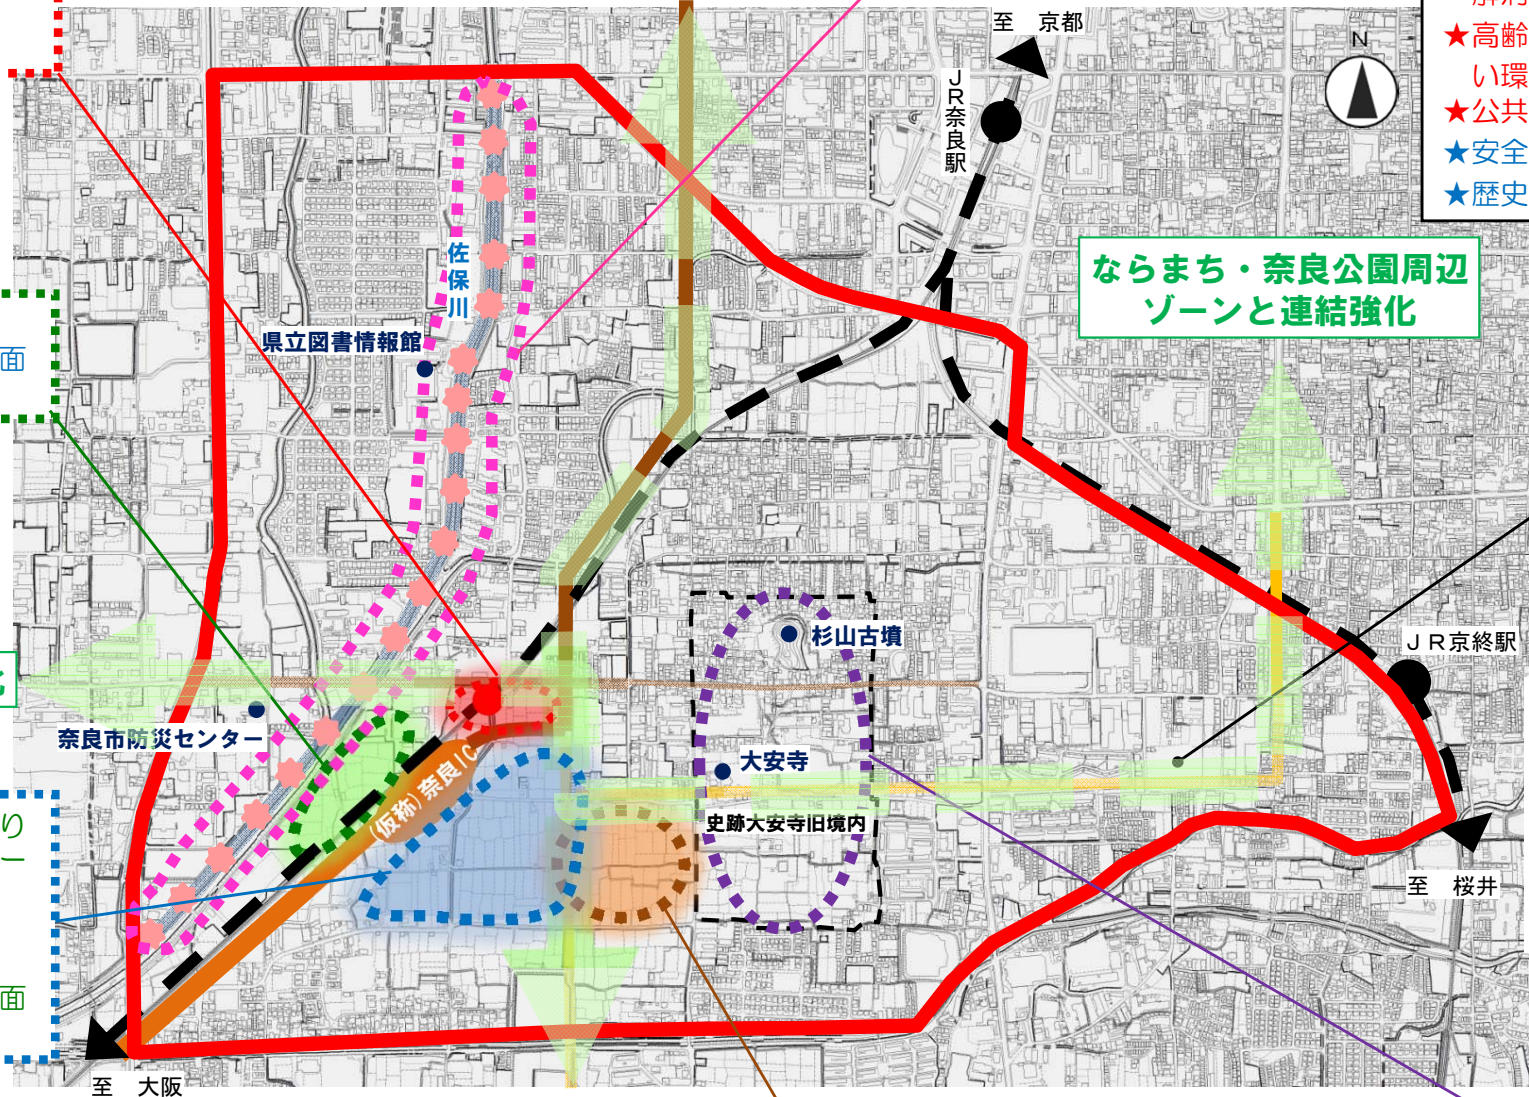 至 京都
N
JR奈良駅
解消
★高齢
い環
★公共
★安全
★歴史
ならまち・奈良公園周辺
ゾーンと連結強化
佐保川
県立図書情報館
面
杉山古墳
JR京終駅
化
奈良市防災センター
(仮称)奈良IC
大安寺
史跡大安寺旧境内
り
こ
面
至 桜井
至 大阪